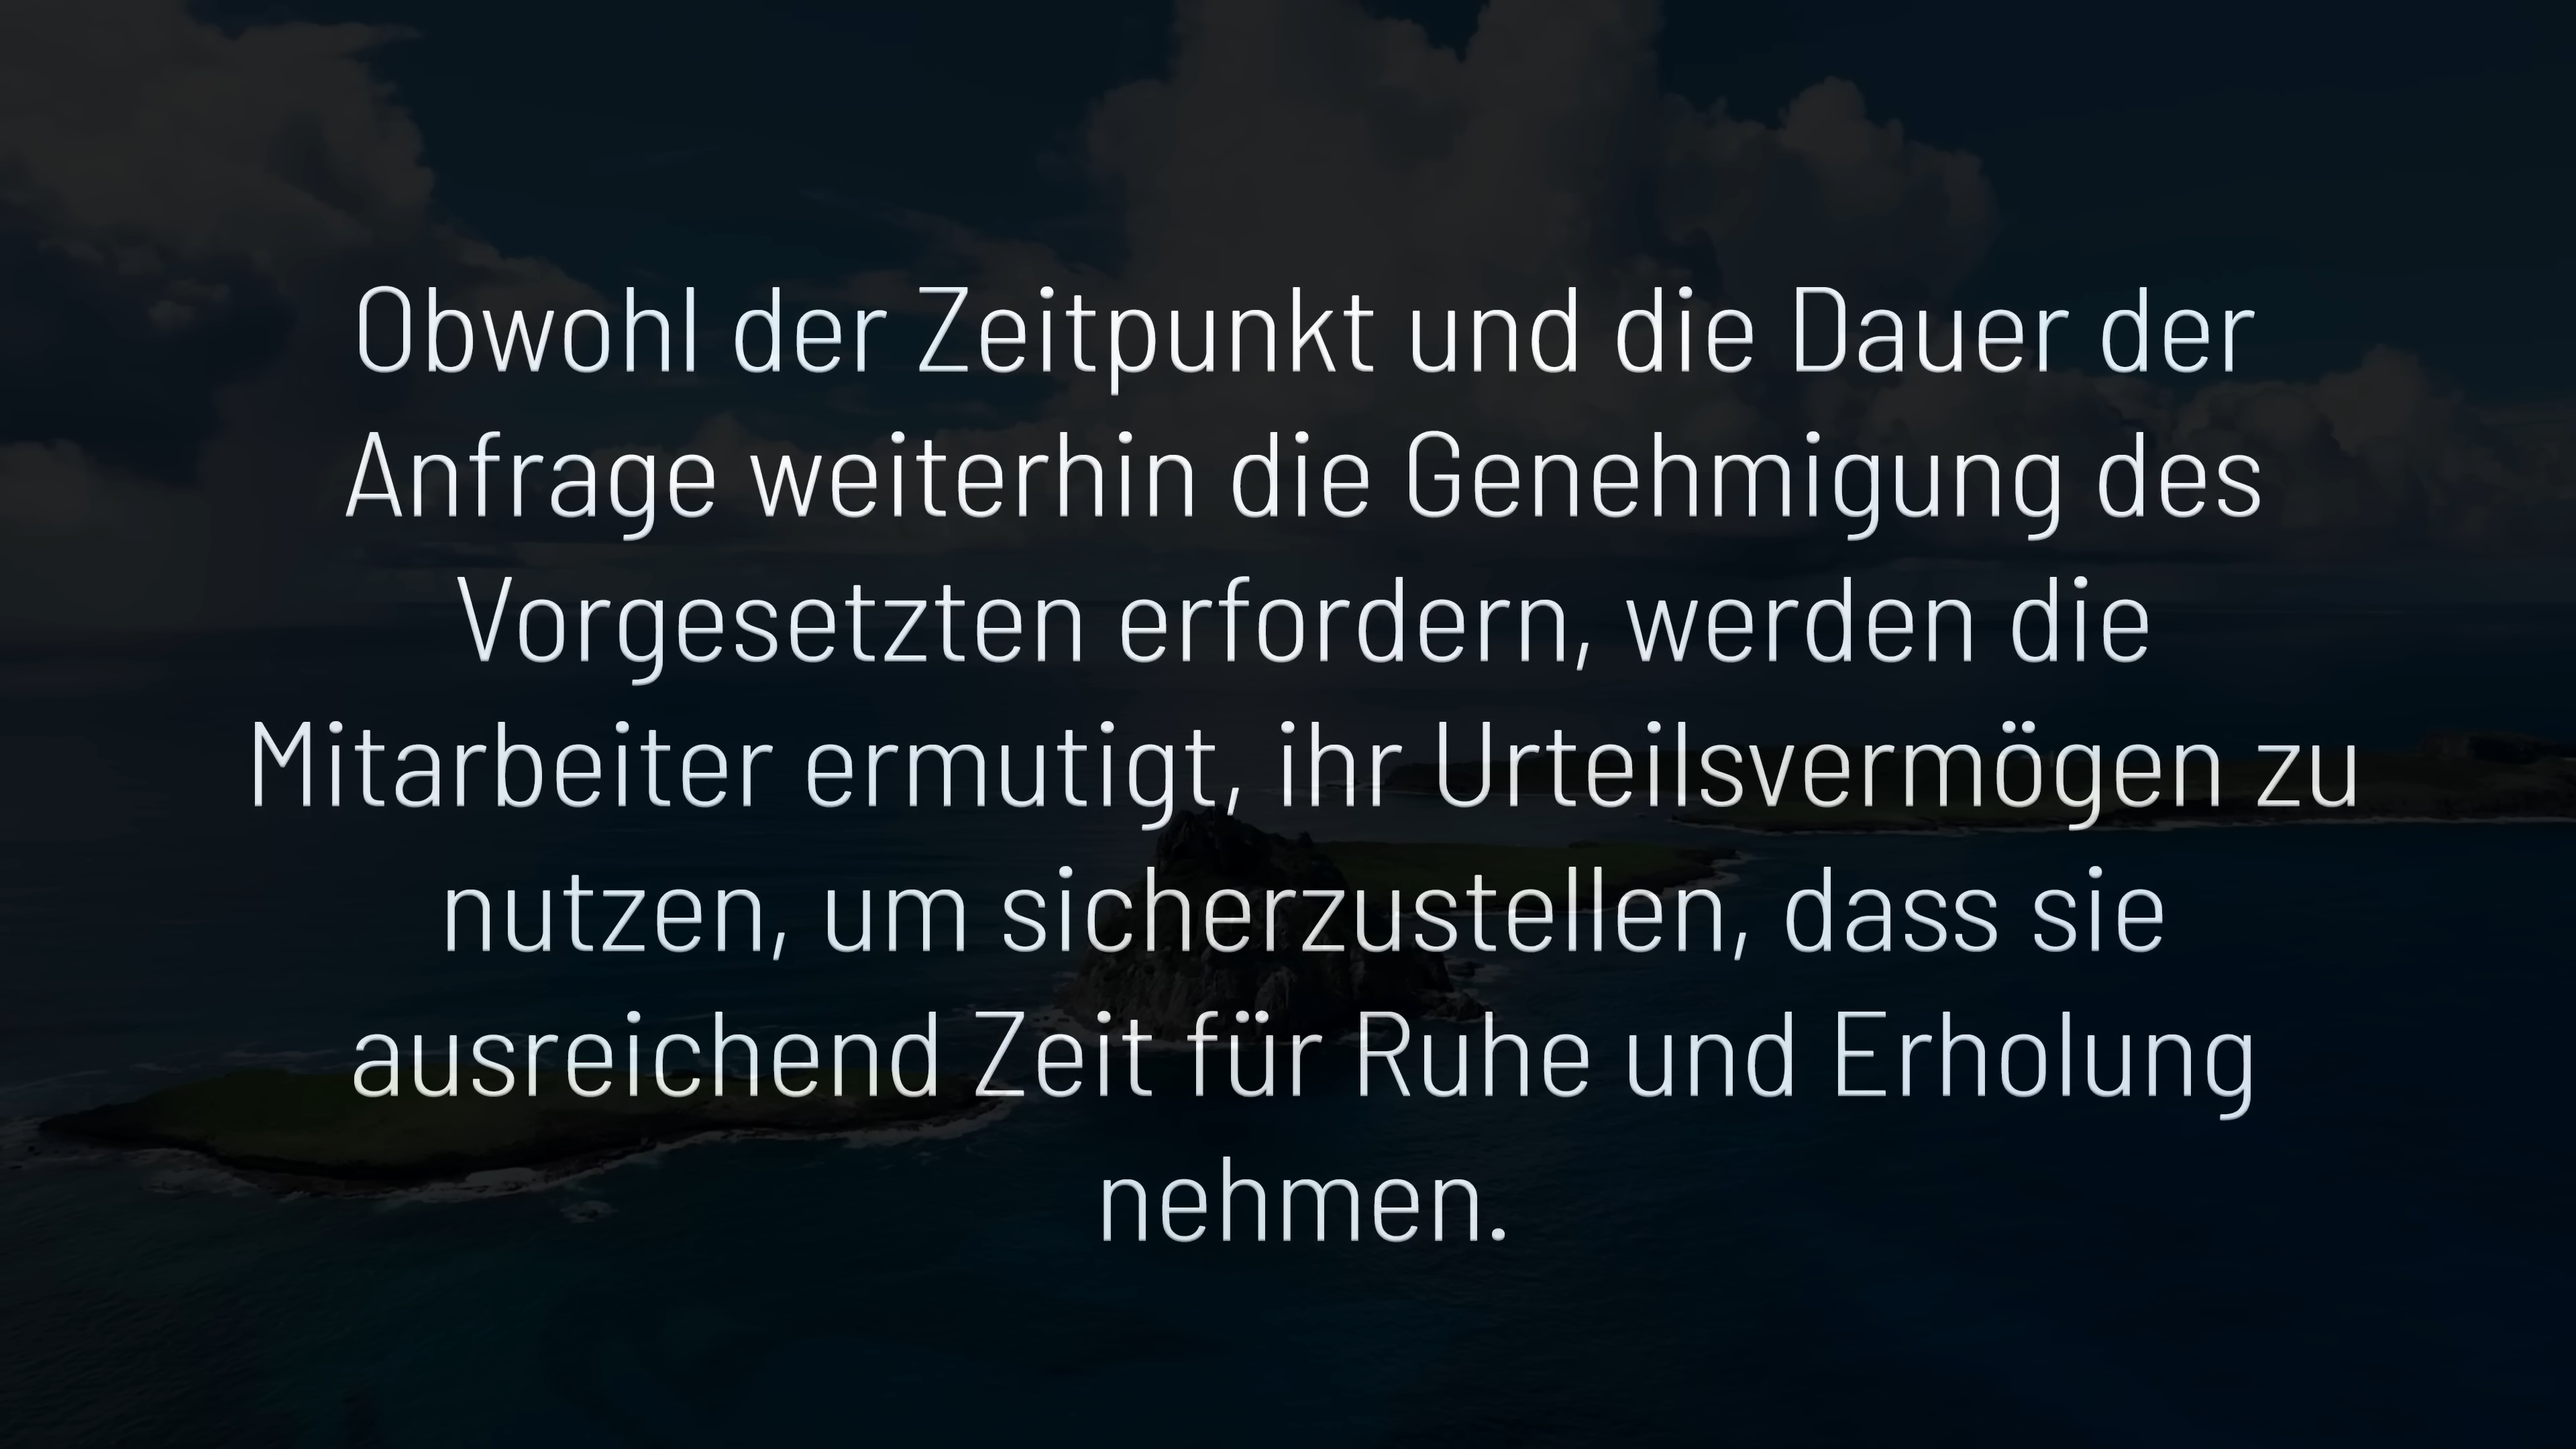 Obwohl der Zeitpunkt und die Dauer der
Anfrage weiterhin die Genehmigung des
Vorgesetzten erfordern, werden die
Mitarbeiter ermutigt, ihr Urteilsvermögen zu
nutzen, um sicherzustellen, dass sie
ausreichend Zeit für Ruhe und Erholung
nehmen.